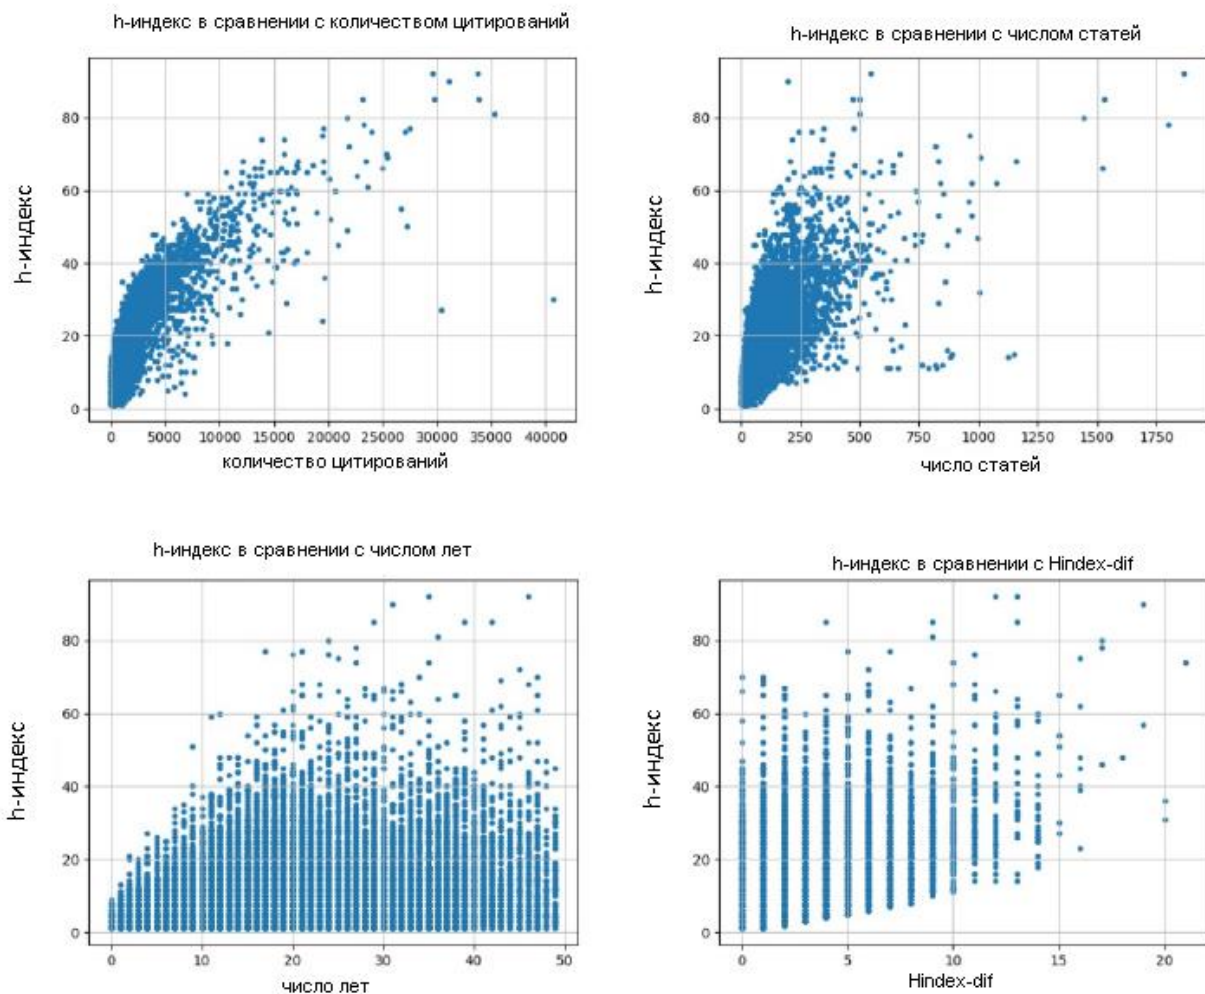 h-индекс в сравнении с количеством цитирований
h-индекс
80
60
40
20
0
0 5000 10000 15000 20000 25000 30000 35000 40000
количество цитирований
h-индекс в сравнении с числом статей
h-индекс
80
60
40
20
0
0 250 500 750 1000 1250 1500 1750
число статей
h-индекс в сравнении с числом лет
h-индекс
80
60
40
20
0
0 10 20 30 40 50
число лет
h-индекс в сравнении с Hindex-dif
h-индекс
80
60
40
20
0
0 5 10 15 20
Hindex-dif